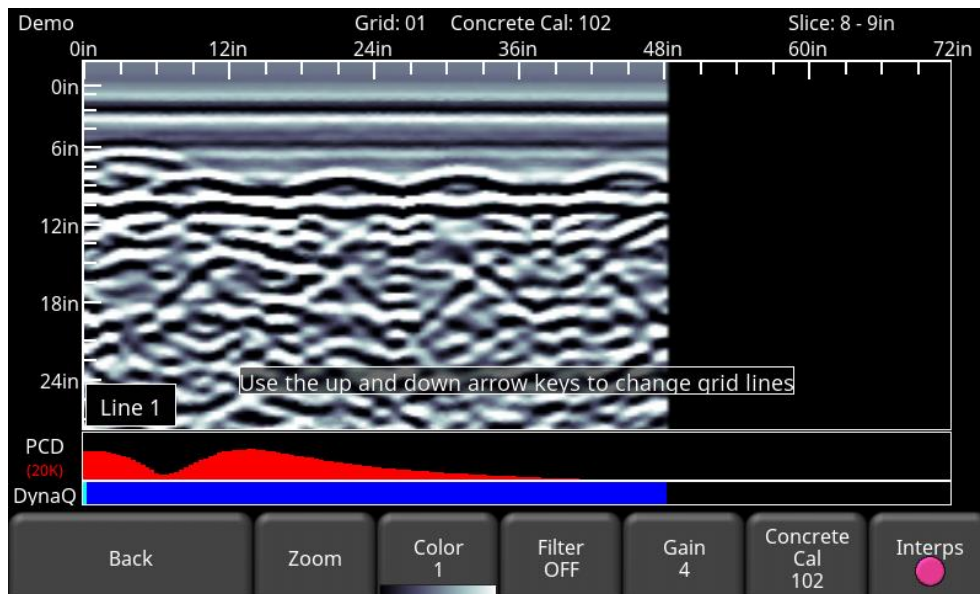 Demo Grid: 01 Concrete Cal: 102 Slice: 8 - 9in
0in 12in 24in 36in 48in 60in 72in
0in
6in
12in
18in
24in
Use the up and down arrow keys to change grid lines
Line 1
PCD
(20K)
DynaQ
Back
Zoom
Color
1
Filter
OFF
Gain
4
Concrete
Cal
102
Interps